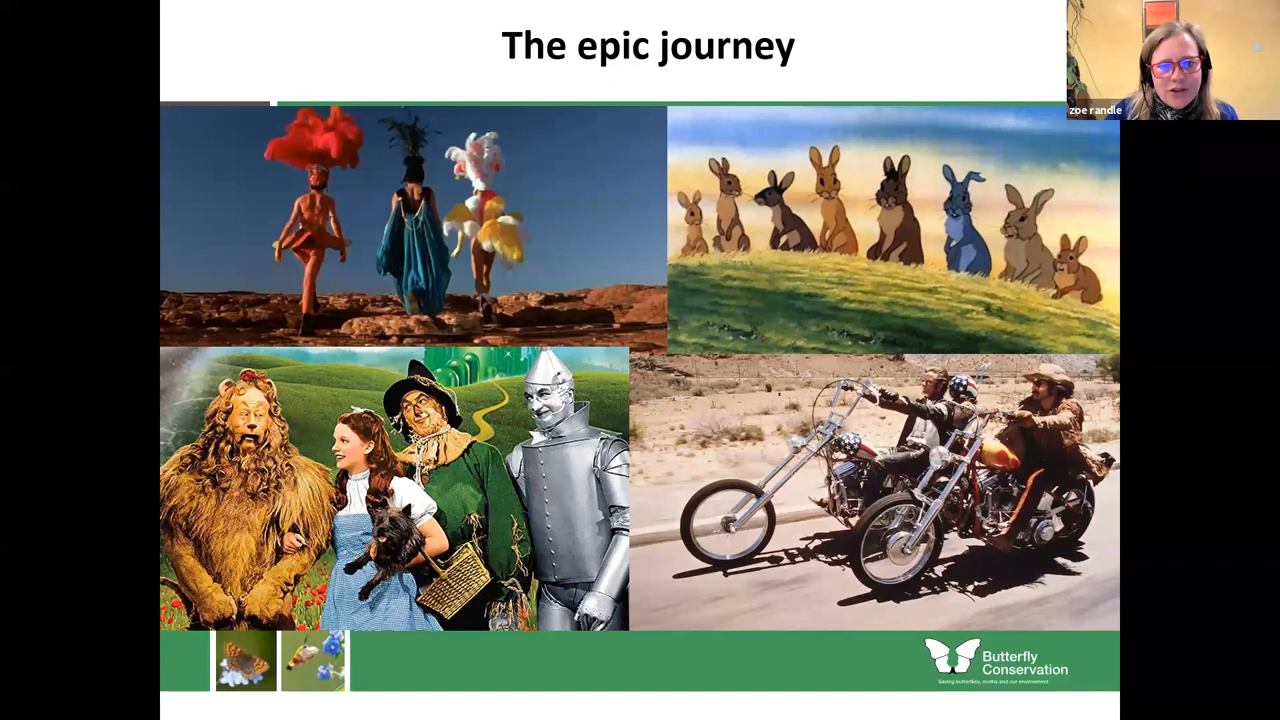 The epic journey
zoe randle
Butterfly
Conservation
Saving butterflies, moths and our environment